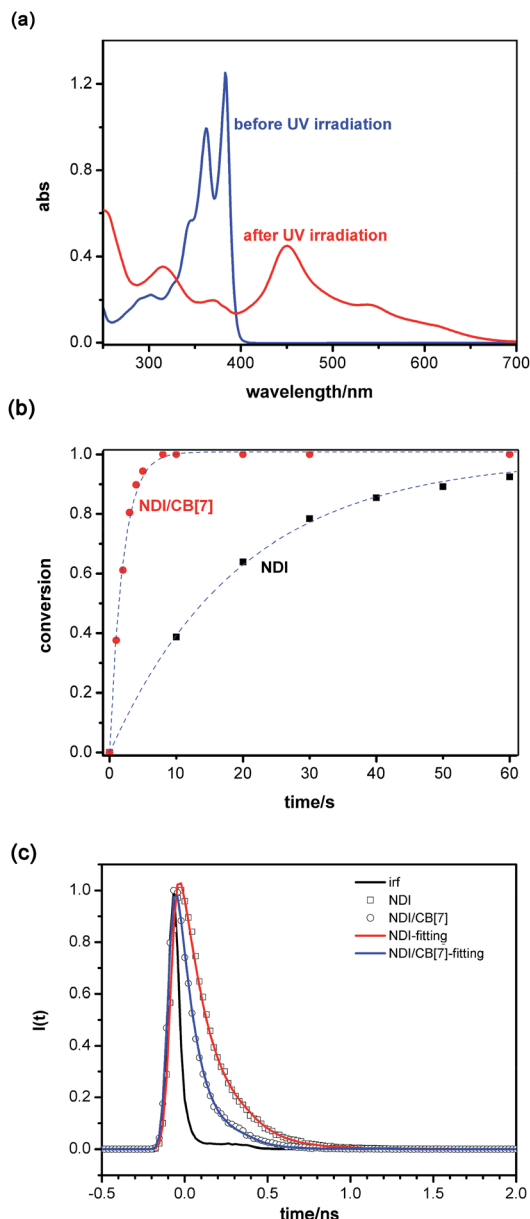 (a)
1.2
before UV irradiation
0.8
abs
after UV irradiation
0.4
0.0
300 400 500 600 700
wavelength/nm
(b)
1.0
NDI/CB[7]
0.8
NDI
0.6
conversion
0.4
0.2
0.0
0 10 20 30 40 50 60
time/s
(c)
irf
1.0
NDI
NDI/CB[7]
0.8
NDI-fitting
NDI/CB[7]-fitting
0.6
I(t)
0.4
0.2
0.0
-0.5 0.0 0.5 1.0 1.5 2.0
time/ns